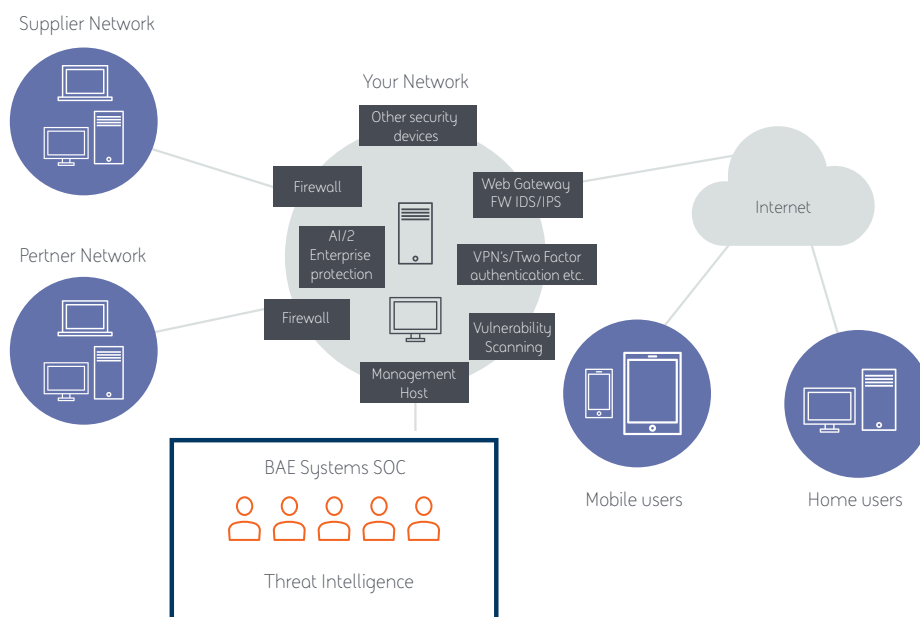 Supplier Network
Your Network
Other security
devices
Firewall
Web Gateway
FW IDS/IPS
Internet
AI/2
Enterprise
protection
VPN's/Two Factor
authentication etc.
Pertner Network
Firewall
Vulnerability
Scanning
Management
Host
BAE Systems SOC
Threat Intelligence
Mobile users
Home users